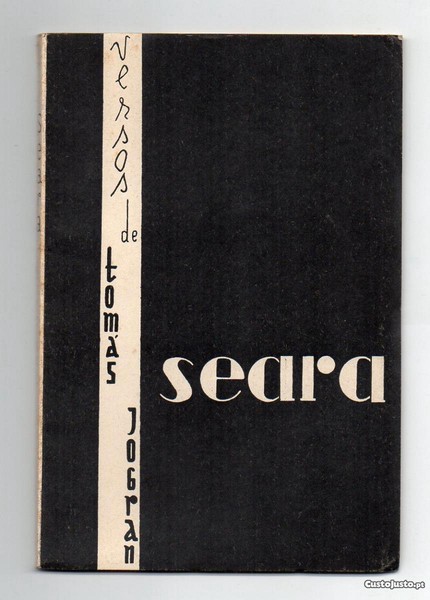 versos
de
tomás
Jogran
seara
CustoJusto.pt